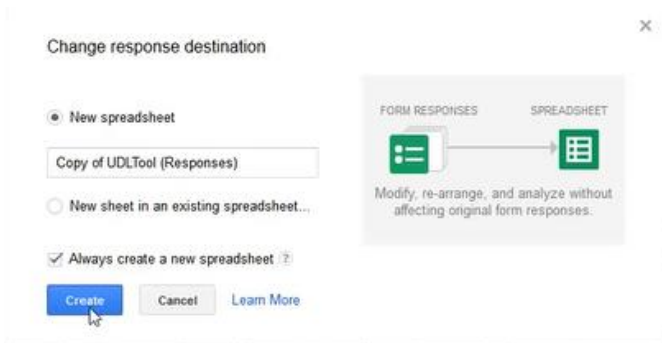 Change response destination
New spreadsheet
Copy of UDLTool (Responses)
New sheet in an existing spreadsheet...
Always create a new spreadsheet ?
Create Cancel Learn More
FORM RESPONSES SPREADSHEET
Modify, re-arrange, and analyze without
affecting original form responses.